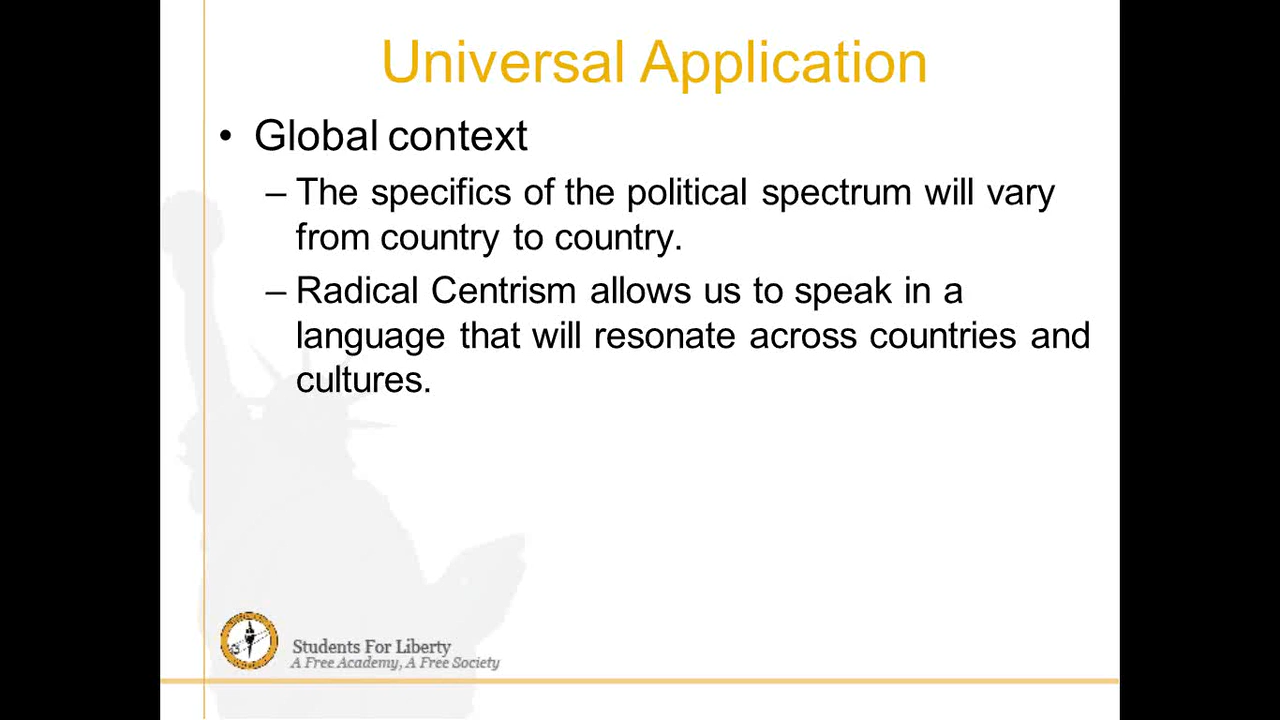 Universal Application
• Global context
– The specifics of the political spectrum will vary
from country to country.
– Radical Centrism allows us to speak in a
language that will resonate across countries and
cultures.
Students For Liberty
A Free Academy, A Free Society